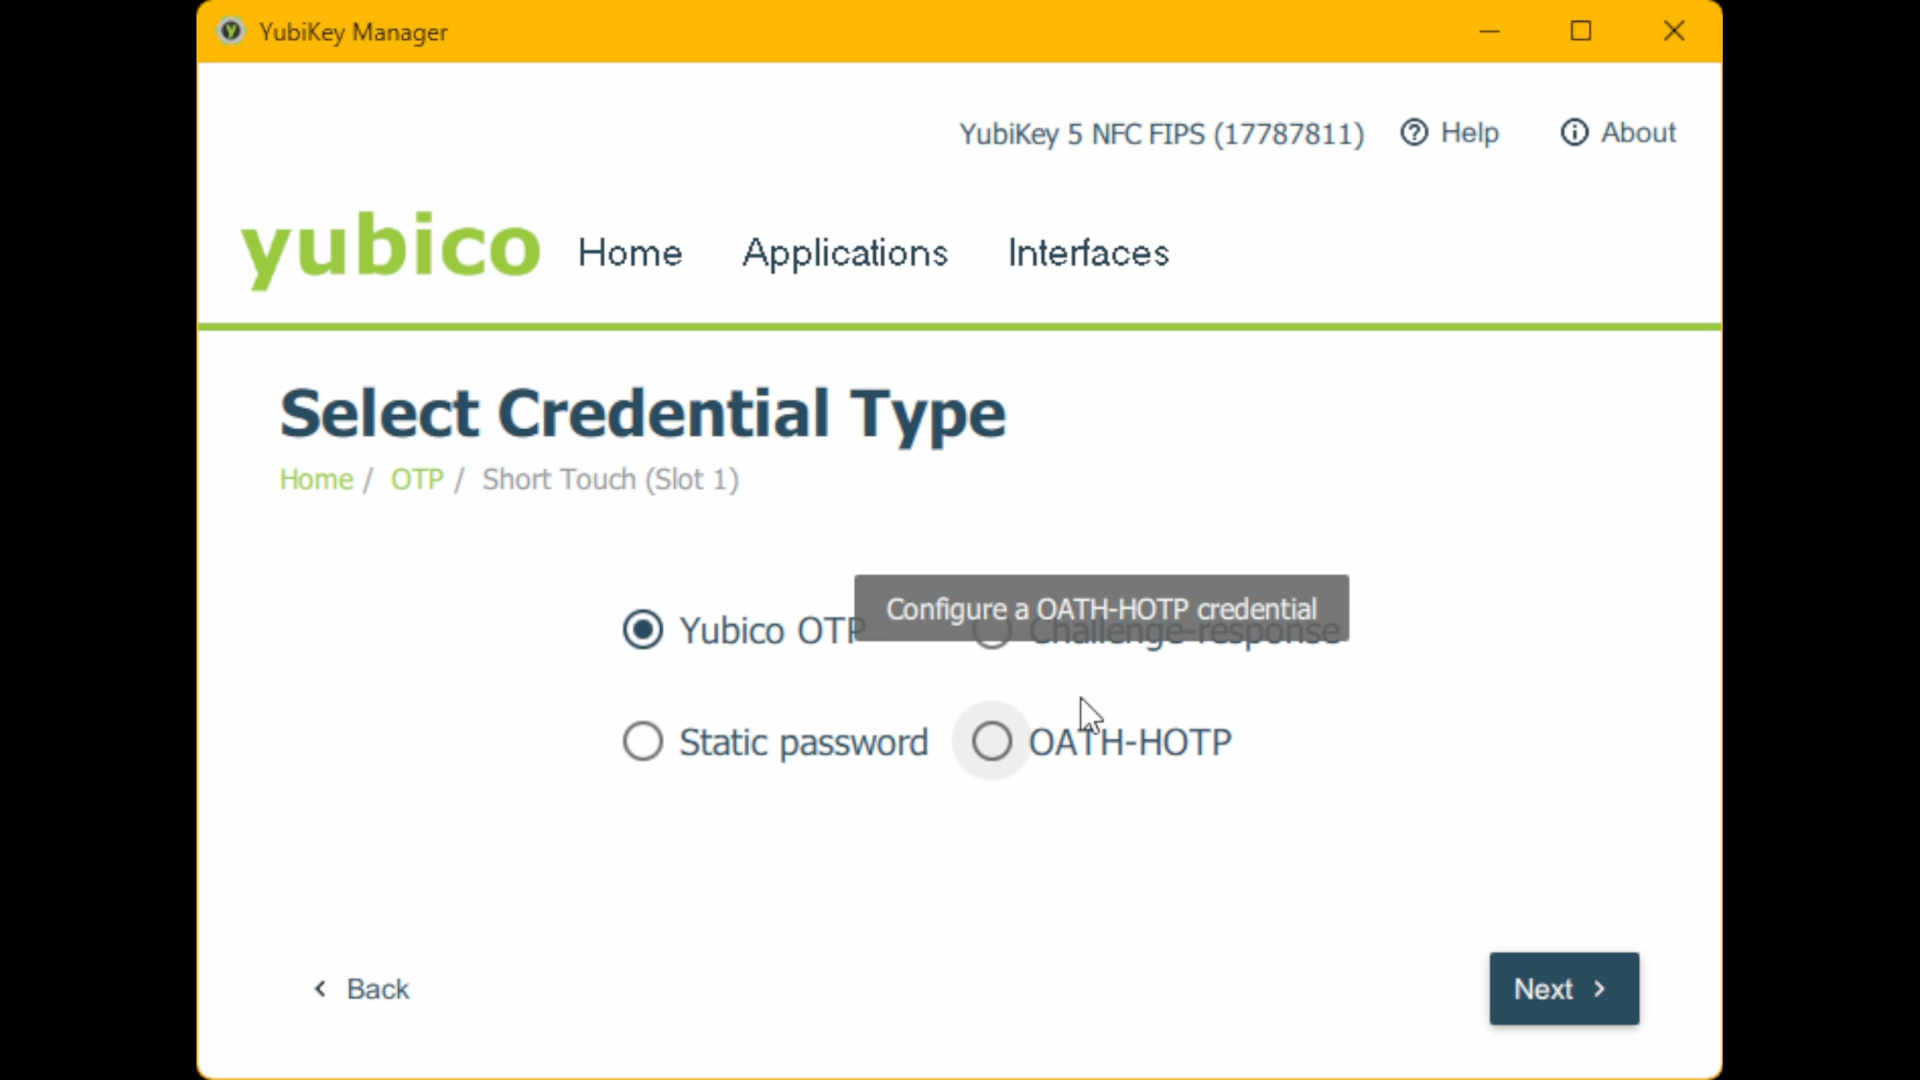 YubiKey Manager
YubiKey 5 NFC FIPS (17787811) Help About
yubico Home Applications Interfaces
Select Credential Type
Home / OTP / Short Touch (Slot 1)
Configure a OATH-HOTP credential
Yubico OTP Challenge-response
Static password OATH-HOTP
Back Next